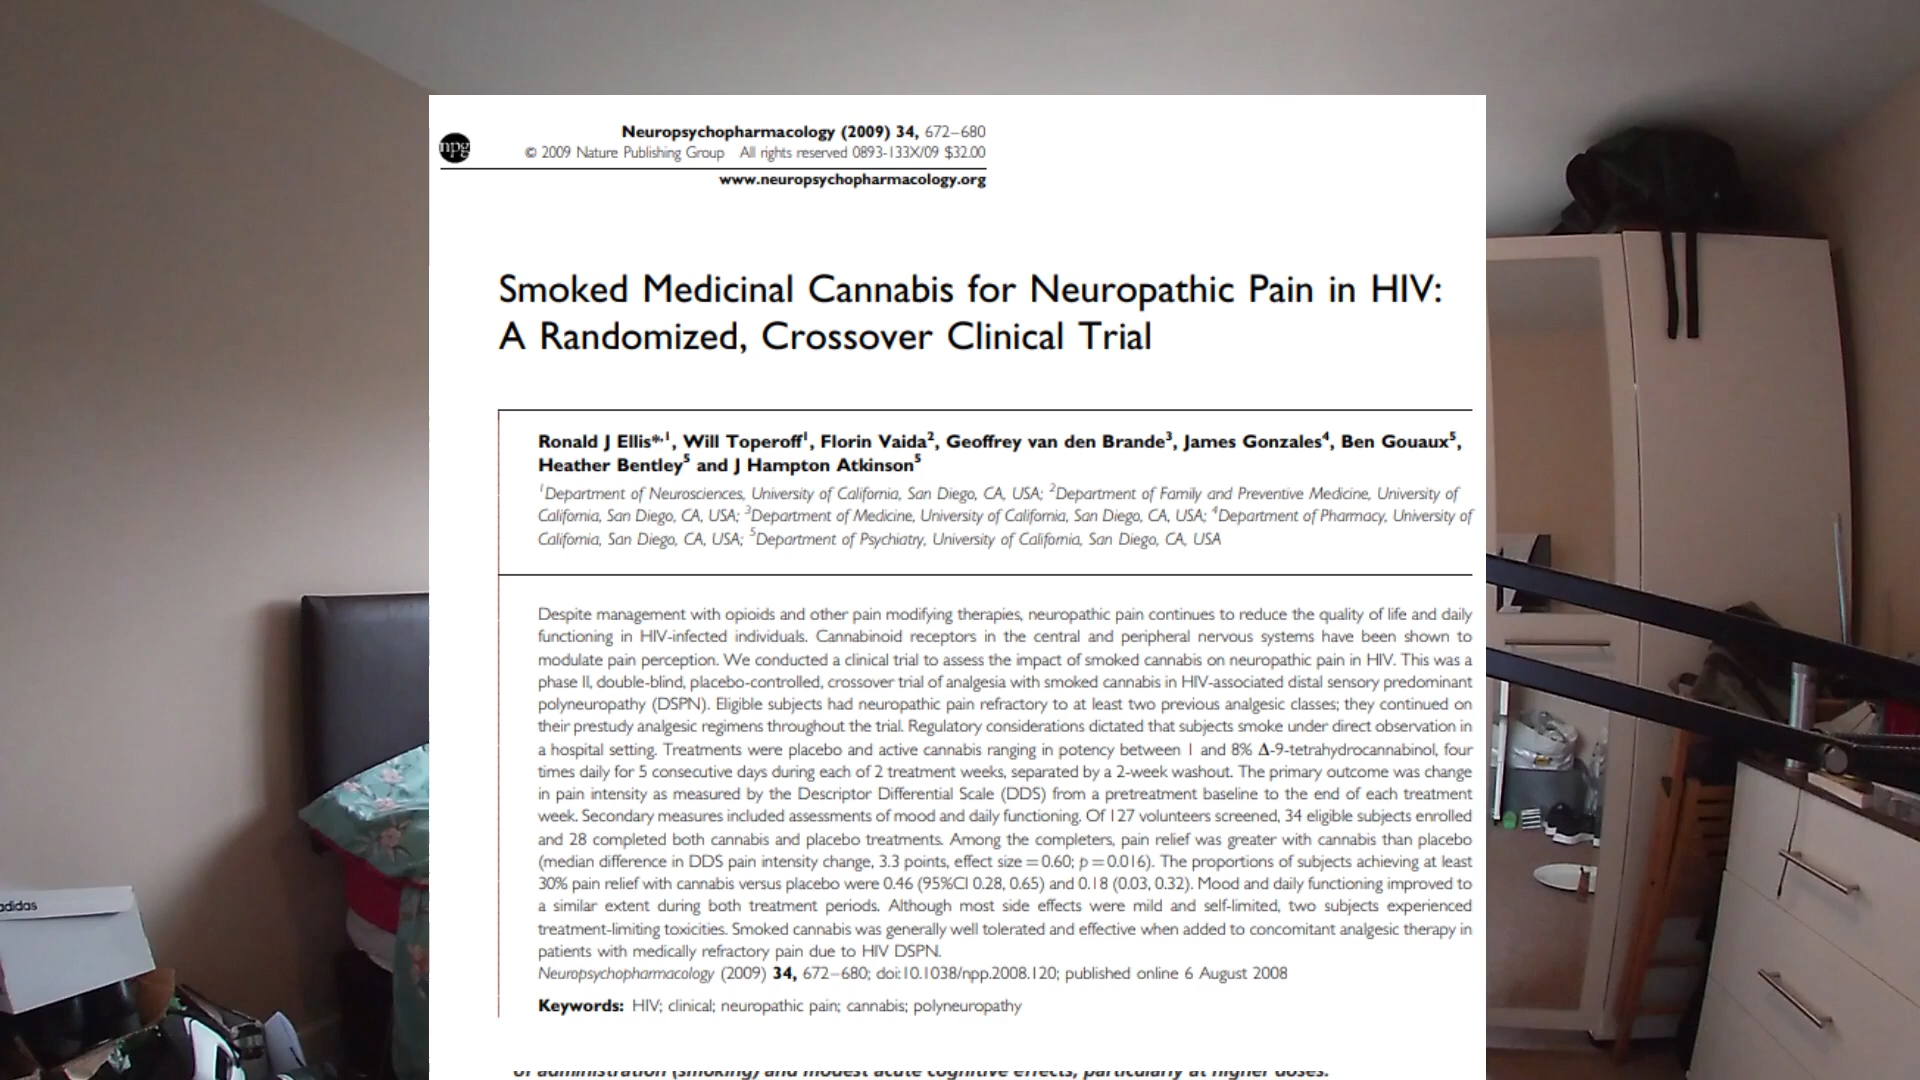 Neuropsychopharmacology (2009) 34, 672–680
npg
© 2009 Nature Publishing Group All rights reserved 0893-133X/09 $32.00
www.neuropsychopharmacology.org
Smoked Medicinal Cannabis for Neuropathic Pain in HIV:
A Randomized, Crossover Clinical Trial
Ronald J Ellis*,1, Will Toperoff1, Florin Vaida2, Geoffrey van den Brande3, James Gonzales4, Ben Gouaux5,
Heather Bentley5 and J Hampton Atkinson5
1Department of Neurosciences, University of California, San Diego, CA, USA; 2Department of Family and Preventive Medicine, University of
California, San Diego, CA, USA; 3Department of Medicine, University of California, San Diego, CA, USA; 4Department of Pharmacy, University of
California, San Diego, CA, USA; 5Department of Psychiatry, University of California, San Diego, CA, USA
Despite management with opioids and other pain modifying therapies, neuropathic pain continues to reduce the quality of life and daily
functioning in HIV-infected individuals. Cannabinoid receptors in the central and peripheral nervous systems have been shown to
modulate pain perception. We conducted a clinical trial to assess the impact of smoked cannabis on neuropathic pain in HIV. This was a
phase II, double-blind, placebo-controlled, crossover trial of analgesia with smoked cannabis in HIV-associated distal sensory predominant
polyneuropathy (DSPN). Eligible subjects had neuropathic pain refractory to at least two previous analgesic classes; they continued on
their prestudy analgesic regimens throughout the trial. Regulatory considerations dictated that subjects smoke under direct observation in
a hospital setting. Treatments were placebo and active cannabis ranging in potency between 1 and 8% Δ-9-tetrahydrocannabinol, four
times daily for 5 consecutive days during each of 2 treatment weeks, separated by a 2-week washout. The primary outcome was change
in pain intensity as measured by the Descriptor Differential Scale (DDS) from a pretreatment baseline to the end of each treatment
week. Secondary measures included assessments of mood and daily functioning. Of 127 volunteers screened, 34 eligible subjects enrolled
and 28 completed both cannabis and placebo treatments. Among the completers, pain relief was greater with cannabis than placebo
(median difference in DDS pain intensity change, 3.3 points, effect size = 0.60; p = 0.016). The proportions of subjects achieving at least
30% pain relief with cannabis versus placebo were 0.46 (95%CI 0.28, 0.65) and 0.18 (0.03, 0.32). Mood and daily functioning improved to
a similar extent during both treatment periods. Although most side effects were mild and self-limited, two subjects experienced
treatment-limiting toxicities. Smoked cannabis was generally well tolerated and effective when added to concomitant analgesic therapy in
patients with medically refractory pain due to HIV DSPN.
Neuropsychopharmacology (2009) 34, 672–680; doi:10.1038/npp.2008.120; published online 6 August 2008
Keywords: HIV; clinical; neuropathic pain; cannabis; polyneuropathy
of administration (smoking) and modest acute cognitive effects, particularly at higher doses.
adidas